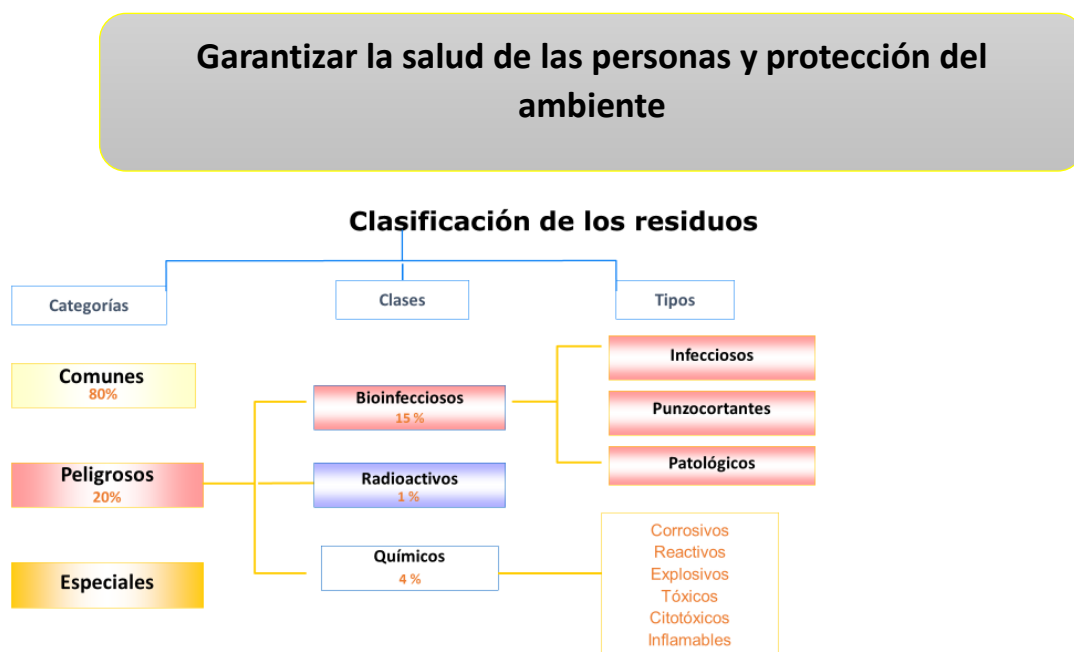 Garantizar la salud de las personas y protección del
ambiente
Clasificación de los residuos
Categorías
Clases
Tipos
Comunes
80%
Peligrosos
20%
Especiales
Bioinfecciosos
15 %
Radioactivos
1 %
Químicos
4 %
Infecciosos
Punzocortantes
Patológicos
Corrosivos
Reactivos
Explosivos
Tóxicos
Citotóxicos
Inflamables